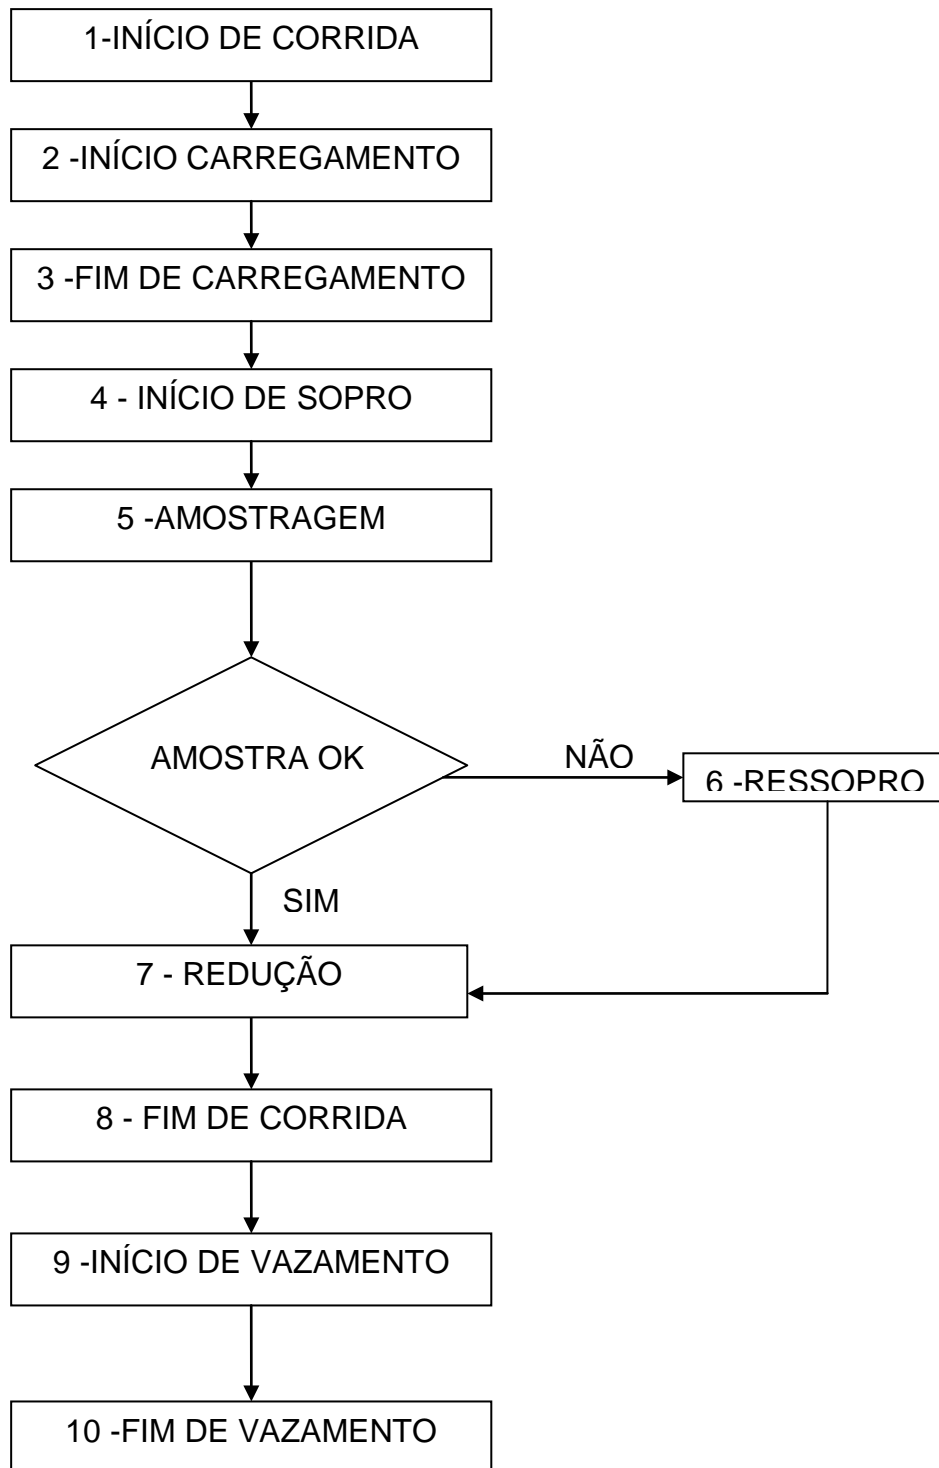 1-INÍCIO DE CORRIDA
2 -INÍCIO CARREGAMENTO
3 -FIM DE CARREGAMENTO
4 - INÍCIO DE SOPRO
5 -AMOSTRAGEM
AMOSTRA OK
NÃO
6 -RESSOPRO
SIM
7 - REDUÇÃO
8 - FIM DE CORRIDA
9 -INÍCIO DE VAZAMENTO
10 -FIM DE VAZAMENTO